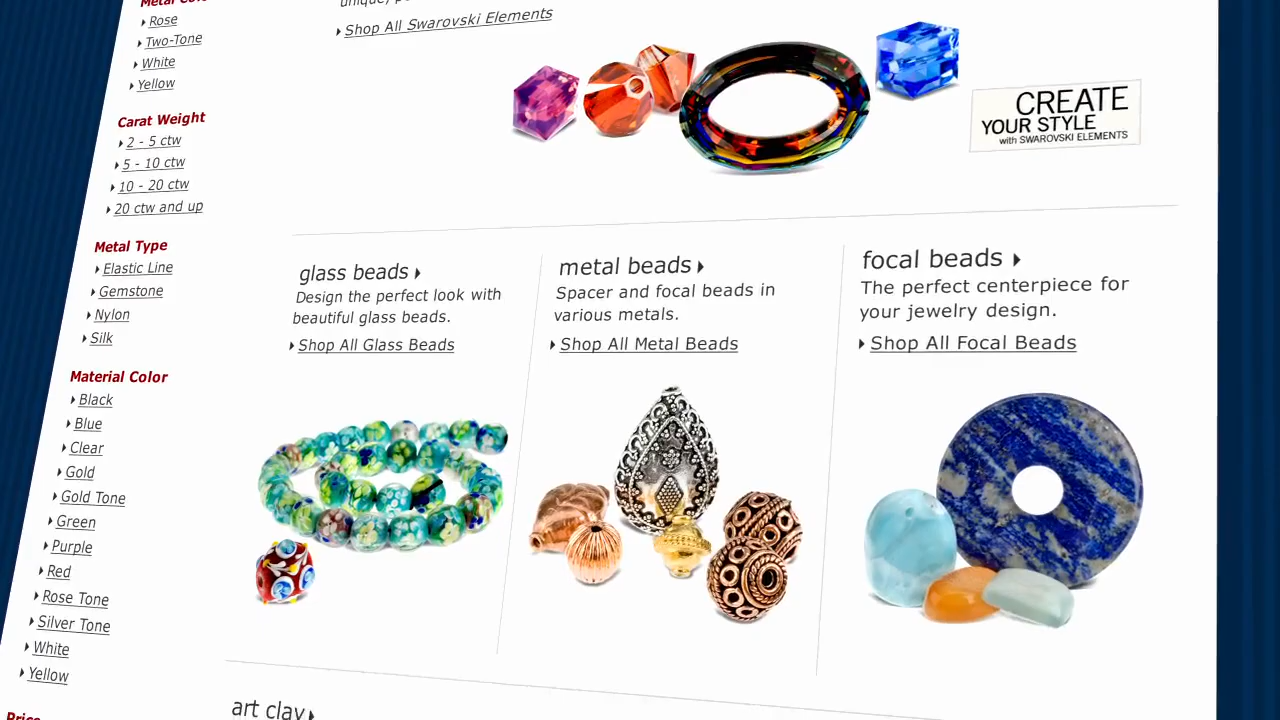 Rose
Two-Tone
White
Yellow
Carat Weight
2 - 5 ctw
5 - 10 ctw
10 - 20 ctw
20 ctw and up
Metal Type
Elastic Line
Gemstone
Nylon
Silk
Material Color
Black
Blue
Clear
Gold
Gold Tone
Green
Purple
Red
Rose Tone
Silver Tone
White
Yellow
Price
Shop All Swarovski Elements
CREATE
YOUR STYLE
with SWAROVSKI ELEMENTS
glass beads
Design the perfect look with
beautiful glass beads.
Shop All Glass Beads
metal beads
Spacer and focal beads in
various metals.
Shop All Metal Beads
focal beads
The perfect centerpiece for
your jewelry design.
Shop All Focal Beads
art clay